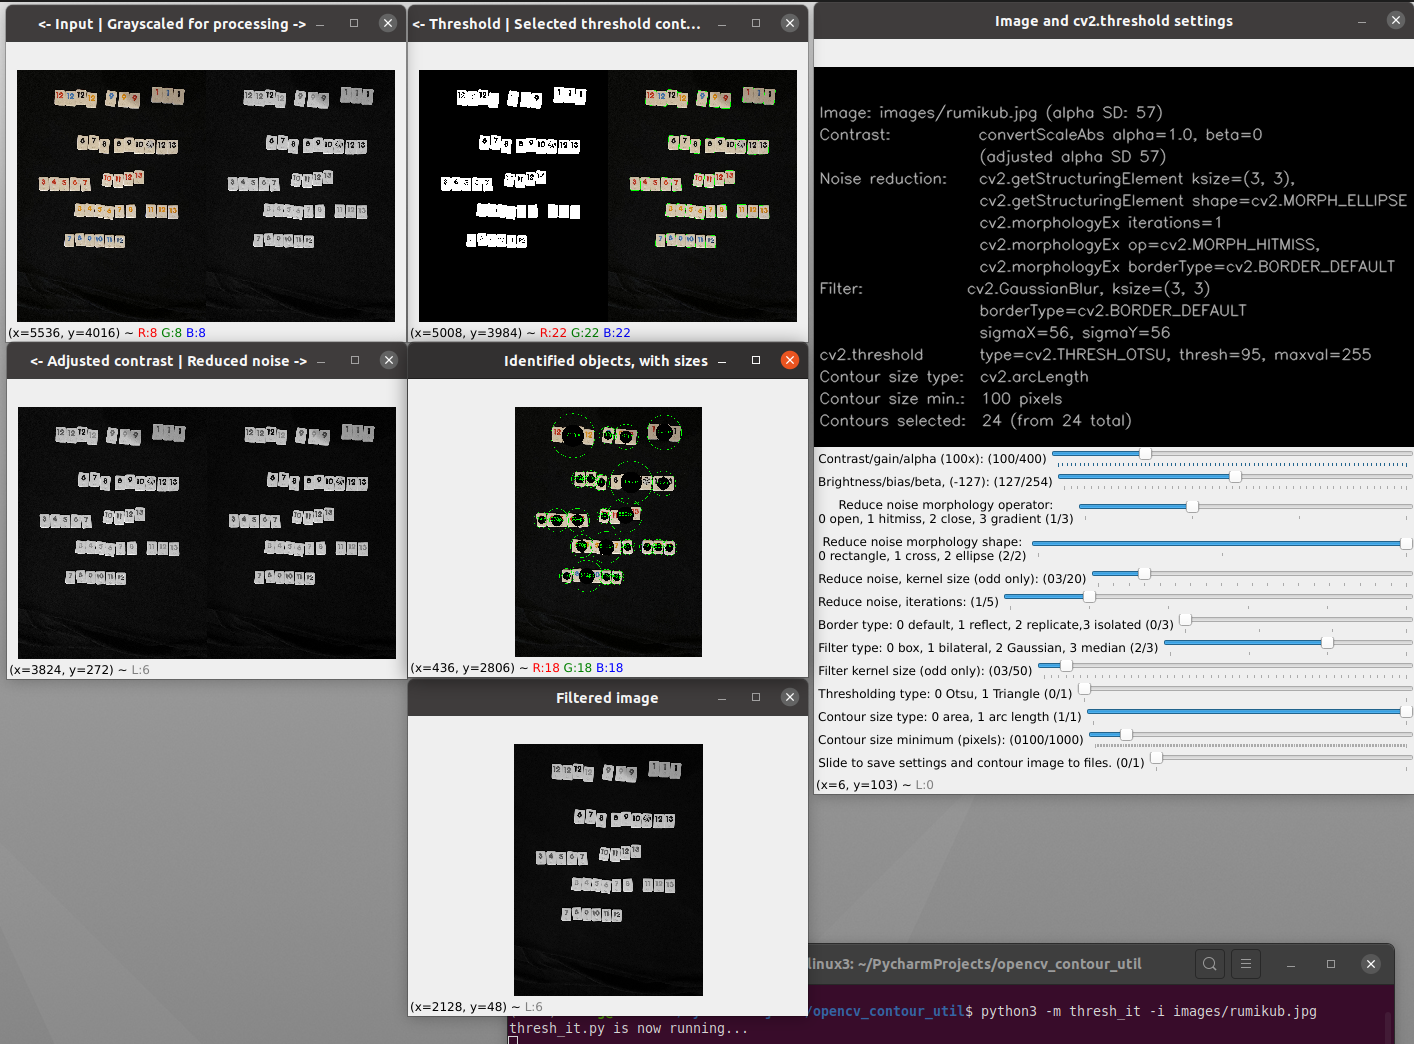 <- Input | Grayscaled for processing ->
(x=5536, y=4016) ~ R:8 G:8 B:8
<- Threshold | Selected threshold cont...
(x=5008, y=3984) ~ R:22 G:22 B:22
<- Adjusted contrast | Reduced noise ->
(x=3824, y=272) ~ L:6
Identified objects, with sizes
(x=436, y=2806) ~ R:18 G:18 B:18
Filtered image
(x=2128, y=48) ~ L:6
Image and cv2.threshold settings
Image: images/rumikub.jpg (alpha SD: 57)
Contrast: convertScaleAbs alpha=1.0, beta=0
(adjusted alpha SD 57)
Noise reduction: cv2.getStructuringElement ksize=(3, 3),
cv2.getStructuringElement shape=cv2.MORPH_ELLIPSE
cv2.morphologyEx iterations=1
cv2.morphologyEx op=cv2.MORPH_HITMISS,
cv2.morphologyEx borderType=cv2.BORDER_DEFAULT
Filter: cv2.GaussianBlur, ksize=(3, 3)
borderType=cv2.BORDER_DEFAULT
sigmaX=56, sigmaY=56
cv2.threshold type=cv2.THRESH_OTSU, thresh=95, maxval=255
Contour size type: cv2.arcLength
Contour size min.: 100 pixels
Contours selected: 24 (from 24 total)
Contrast/gain/alpha (100x): (100/400)
Brightness/bias/beta, (-127): (127/254)
Reduce noise morphology operator:
0 open, 1 hitmiss, 2 close, 3 gradient (1/3)
Reduce noise morphology shape:
0 rectangle, 1 cross, 2 ellipse (2/2)
Reduce noise, kernel size (odd only): (03/20)
Reduce noise, iterations: (1/5)
Border type: 0 default, 1 reflect, 2 replicate,3 isolated (0/3)
Filter type: 0 box, 1 bilateral, 2 Gaussian, 3 median (2/3)
Filter kernel size (odd only): (03/50)
Thresholding type: 0 Otsu, 1 Triangle (0/1)
Contour size type: 0 area, 1 arc length (1/1)
Contour size minimum (pixels): (0100/1000)
Slide to save settings and contour image to files. (0/1)
(x=6, y=103) ~ L:0
linux3: ~/PycharmProjects/opencv_contour_util
/opencv_contour_util$ python3 -m thresh_it -i images/rumikub.jpg
thresh_it.py is now running...